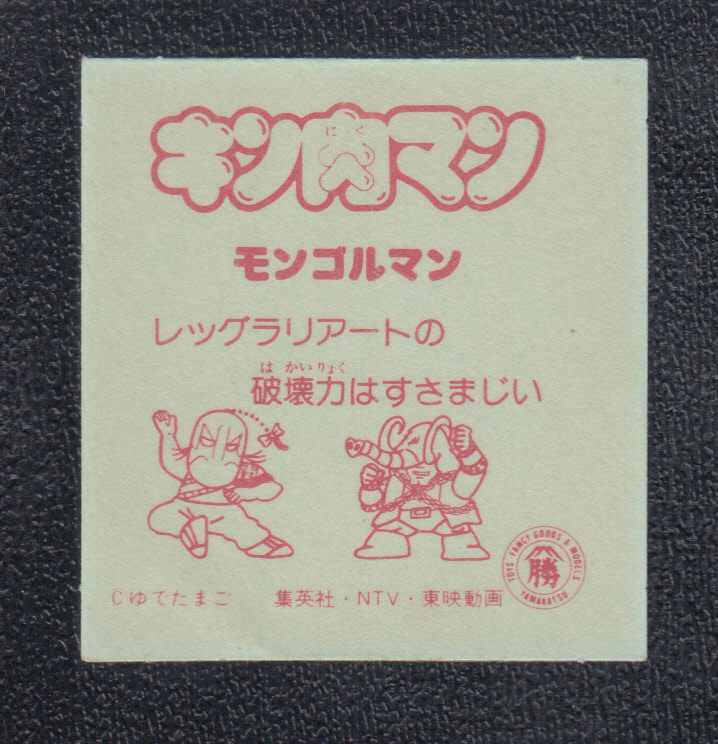 キン肉マン
にく
モンゴルマン
レッグラリアートの
はかいりょく
破壊力はすさまじい
Cゆでたまご 集英社・NTV・東映動画
TOYS FANCY GOODS & MODELS
勝
YAMAKATSU